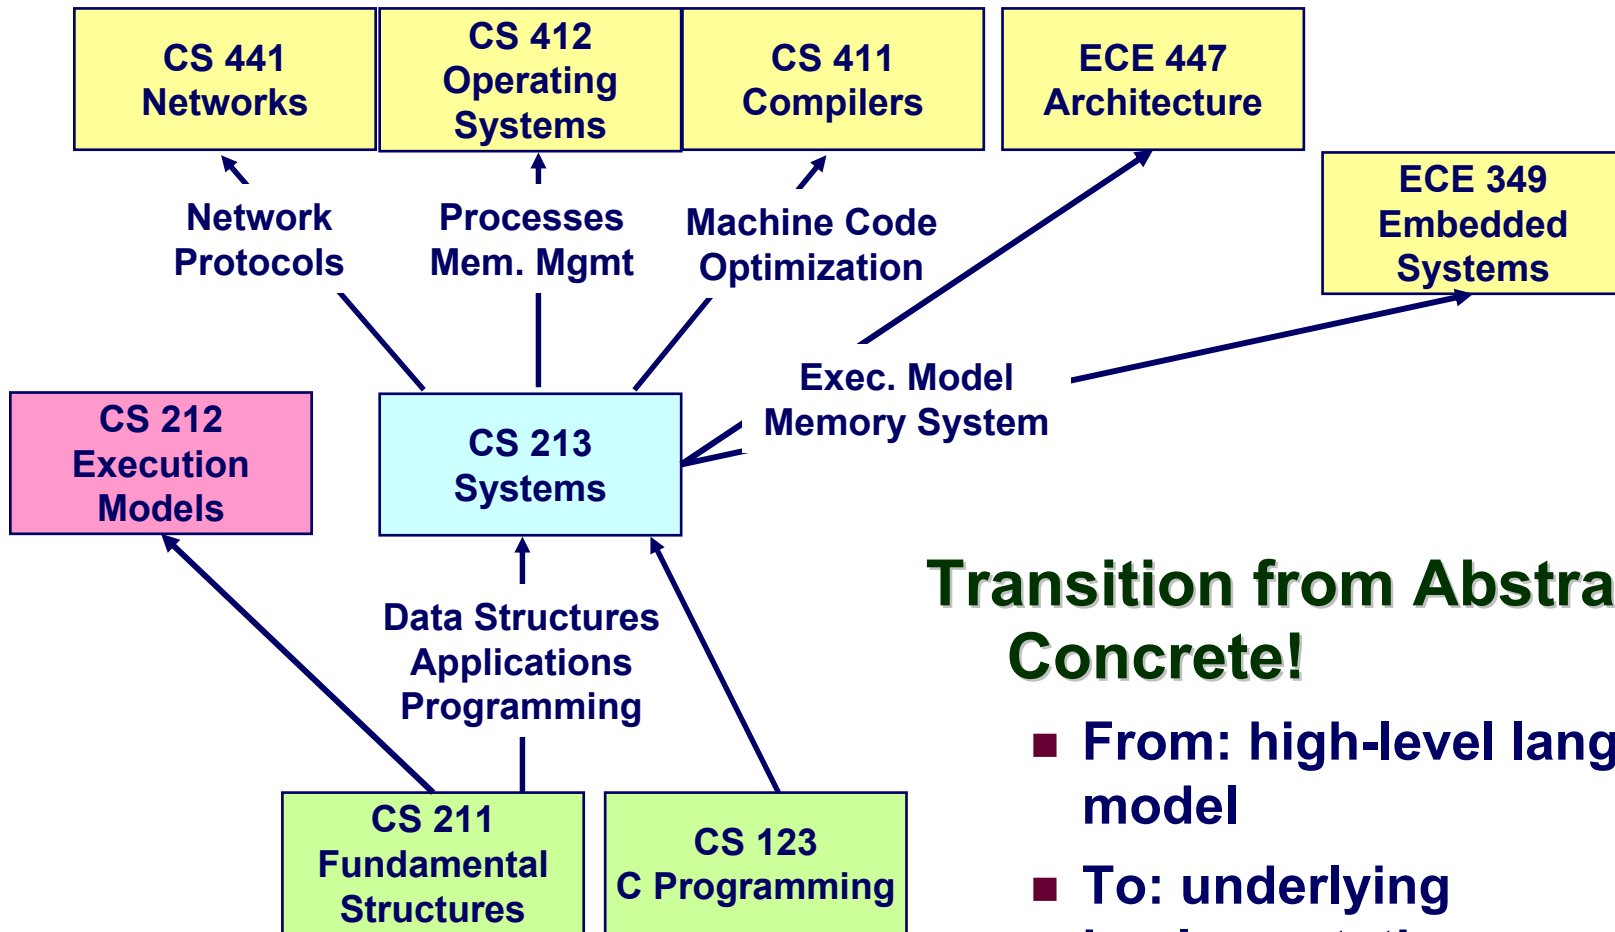 CS 441
Networks
CS 412
Operating
Systems
CS 411
Compilers
ECE 447
Architecture
ECE 349
Embedded
Systems
Network
Protocols
Processes
Mem. Mgmt
Machine Code
Optimization
Exec. Model
Memory System
CS 212
Execution
Models
CS 213
Systems
Data Structures
Applications
Programming
CS 211
Fundamental
Structures
CS 123
C Programming
Transition from Abstra
Concrete!
■ From: high-level lang
model
■ To: underlying